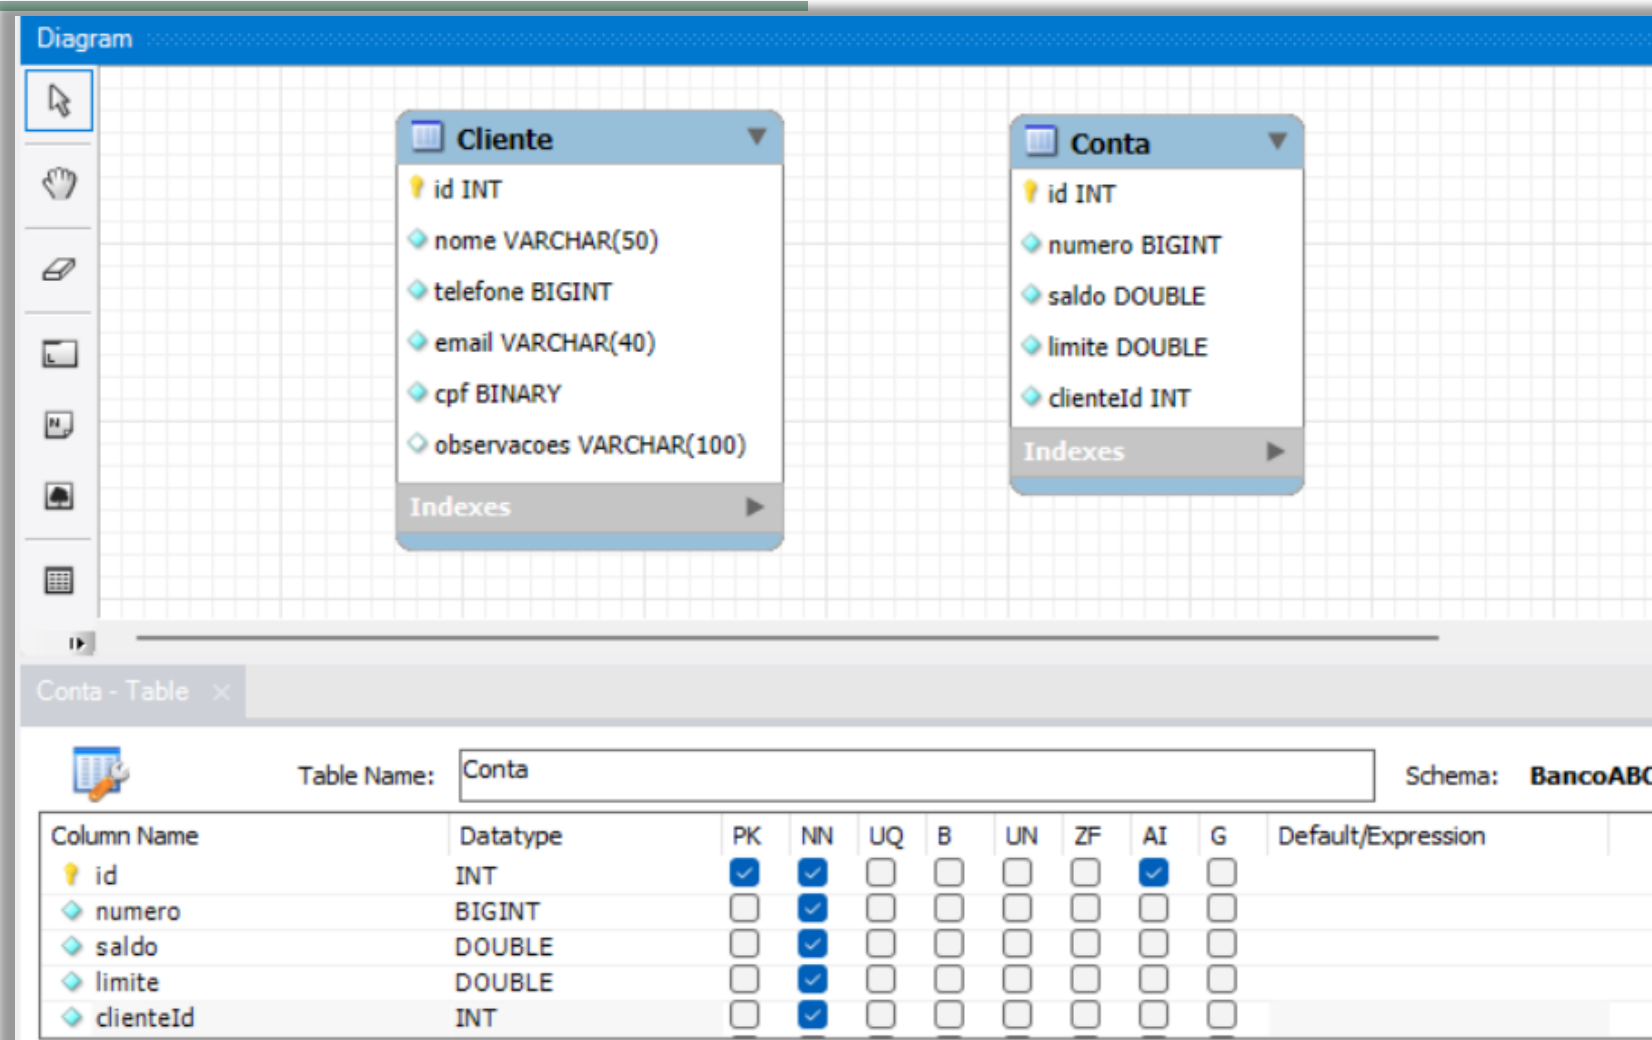 Diagram
Cliente
id INT
nome VARCHAR(50)
telefone BIGINT
email VARCHAR(40)
cpf BINARY
observacoes VARCHAR(100)
Indexes
Conta
id INT
numero BIGINT
saldo DOUBLE
limite DOUBLE
clienteId INT
Indexes
Conta - Table
Table Name: Conta Schema: BancoABC
Column Name Datatype PK NN UQ B UN ZF AI G Default/Expression
id INT
numero BIGINT
saldo DOUBLE
limite DOUBLE
clienteId INT